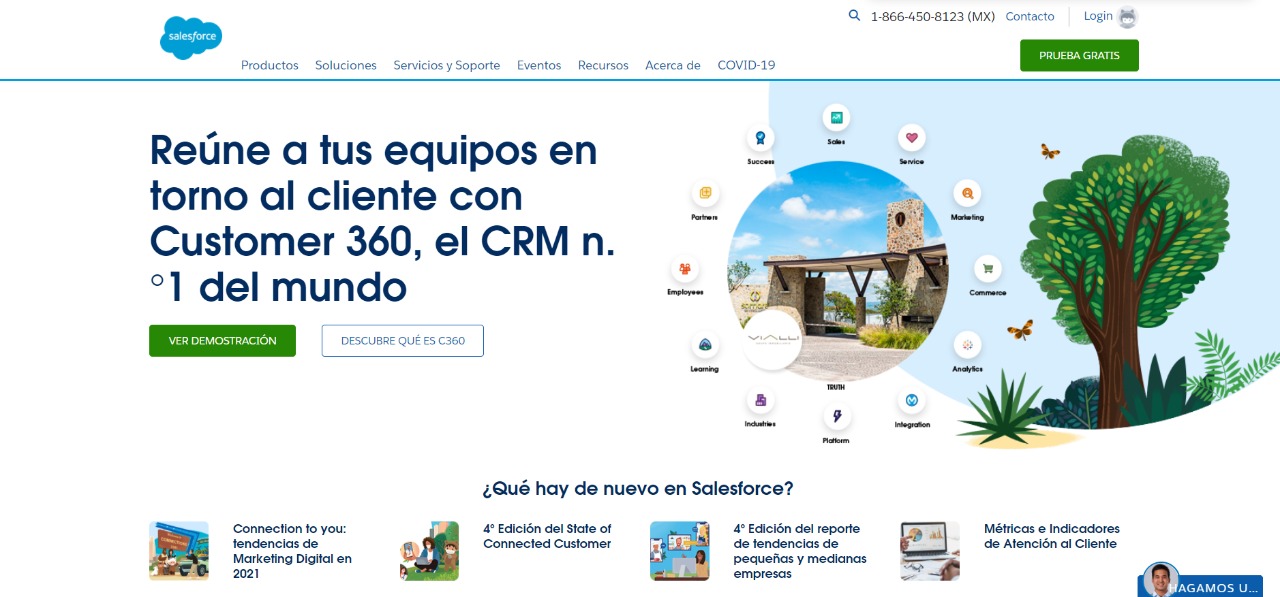 1-866-450-8123 (MX) Contacto Login
salesforce
Productos Soluciones Servicios y Soporte Eventos Recursos Acerca de COVID-19
PRUEBA GRATIS
Reúne a tus equipos en
torno al cliente con
Customer 360, el CRM n.
°1 del mundo
VER DEMOSTRACIÓN
DESCUBRE QUÉ ES C360
Sales
Success
Service
Partners
Marketing
Employees
Commerce
VIALLI
Learning
Analytics
TRUTH
Industries
Integration
Platform
¿Qué hay de nuevo en Salesforce?
Connection to you:
tendencias de
Marketing Digital en
2021
4° Edición del State of
Connected Customer
4° Edición del reporte
de tendencias de
pequeñas y medianas
empresas
Métricas e Indicadores
de Atención al Cliente
HAGAMOS U...